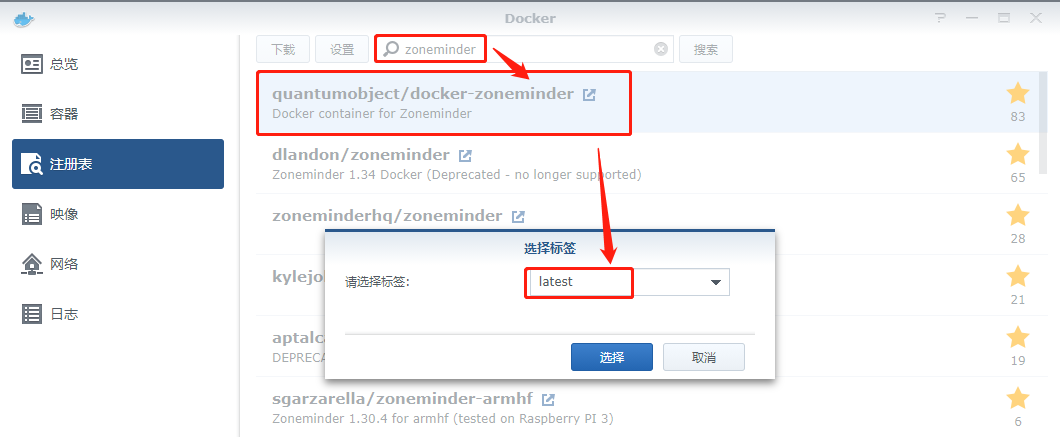 Docker
总览
容器
注册表
映像
网络
日志
下载 设置 zoneminder 搜索
quantumobject/docker-zoneminder
Docker container for Zoneminder
83
dlandon/zoneminder
Zoneminder 1.34 Docker (Deprecated - no longer supported)
65
zoneminderhq/zoneminder
28
kylejo
21
aptalca
DEPRECA
19
sgarzarella/zoneminder-armhf
Zoneminder 1.30.4 for armhf (tested on Raspberry PI 3)
6
选择标签
请选择标签: latest
选择 取消